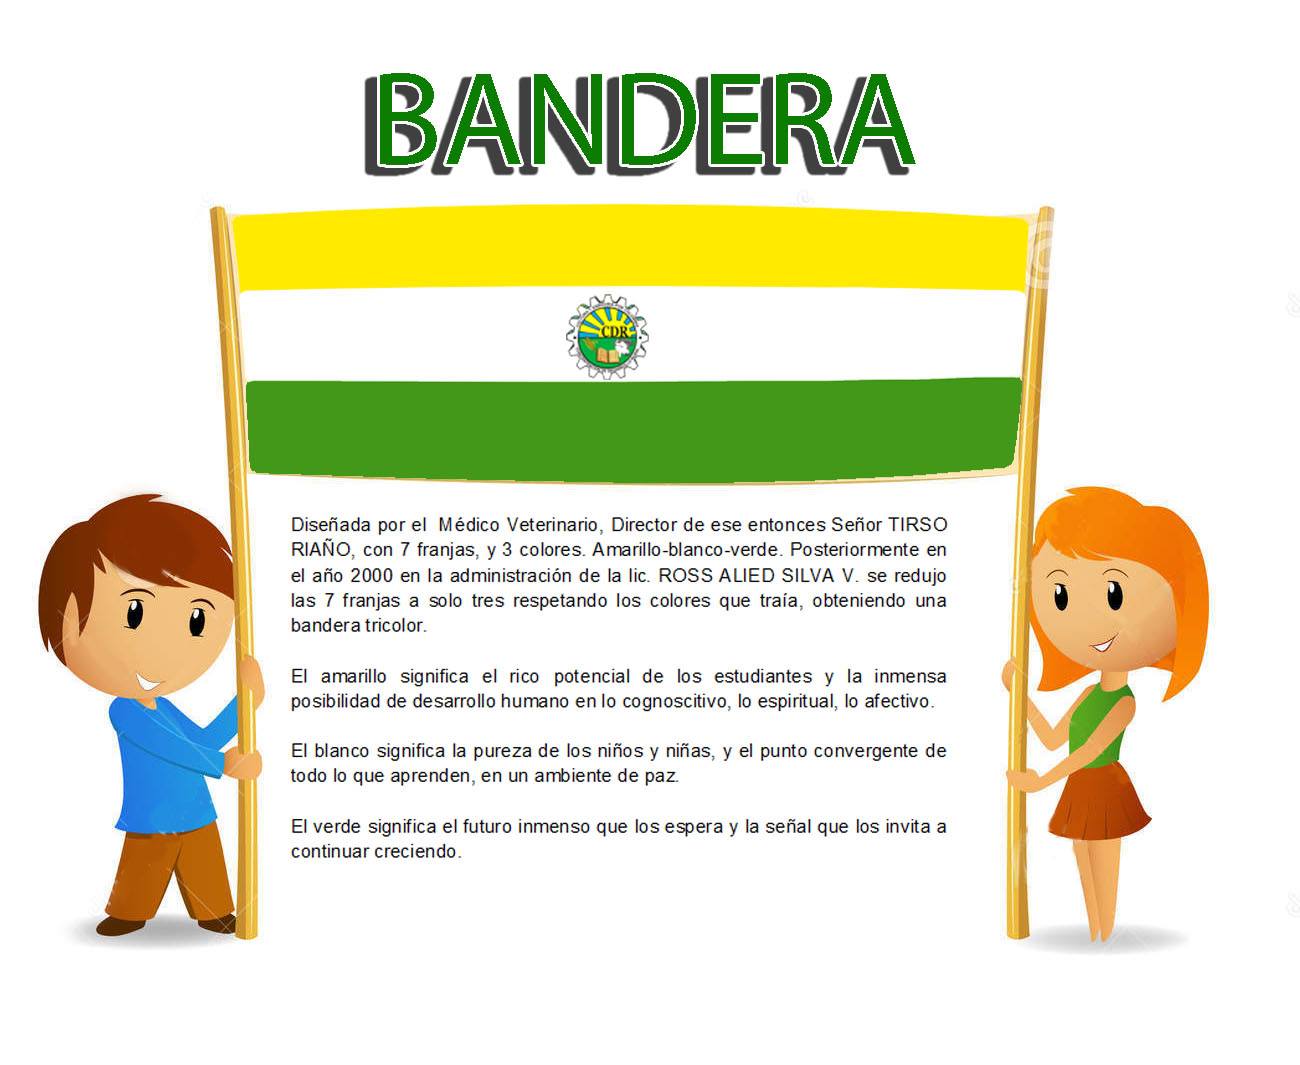 BANDERA
CDR
Diseñada por el Médico Veterinario, Director de ese entonces Señor TIRSO
RIAÑO, con 7 franjas, y 3 colores. Amarillo-blanco-verde. Posteriormente en
el año 2000 en la administración de la lic. ROSS ALIED SILVA V. se redujo
las 7 franjas a solo tres respetando los colores que traía, obteniendo una
bandera tricolor.
El amarillo significa el rico potencial de los estudiantes y la inmensa
posibilidad de desarrollo humano en lo cognoscitivo, lo espiritual, lo afectivo.
El blanco significa la pureza de los niños y niñas, y el punto convergente de
todo lo que aprenden, en un ambiente de paz.
El verde significa el futuro inmenso que los espera y la señal que los invita a
continuar creciendo.